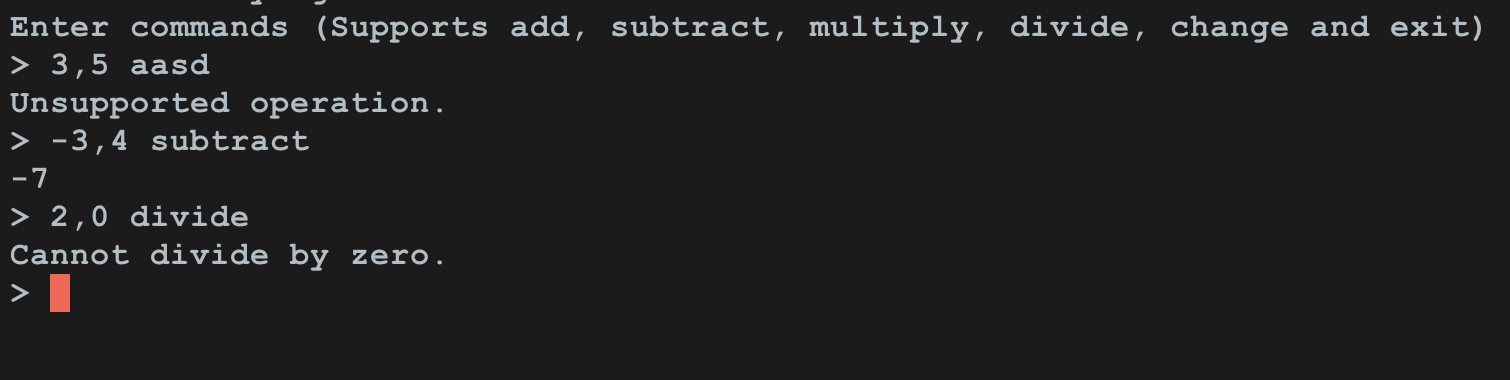 Enter commands (Supports add, subtract, multiply, divide, change and exit)
> 3,5 aasd
Unsupported operation.
> -3,4 subtract
-7
> 2,0 divide
Cannot divide by zero.
>